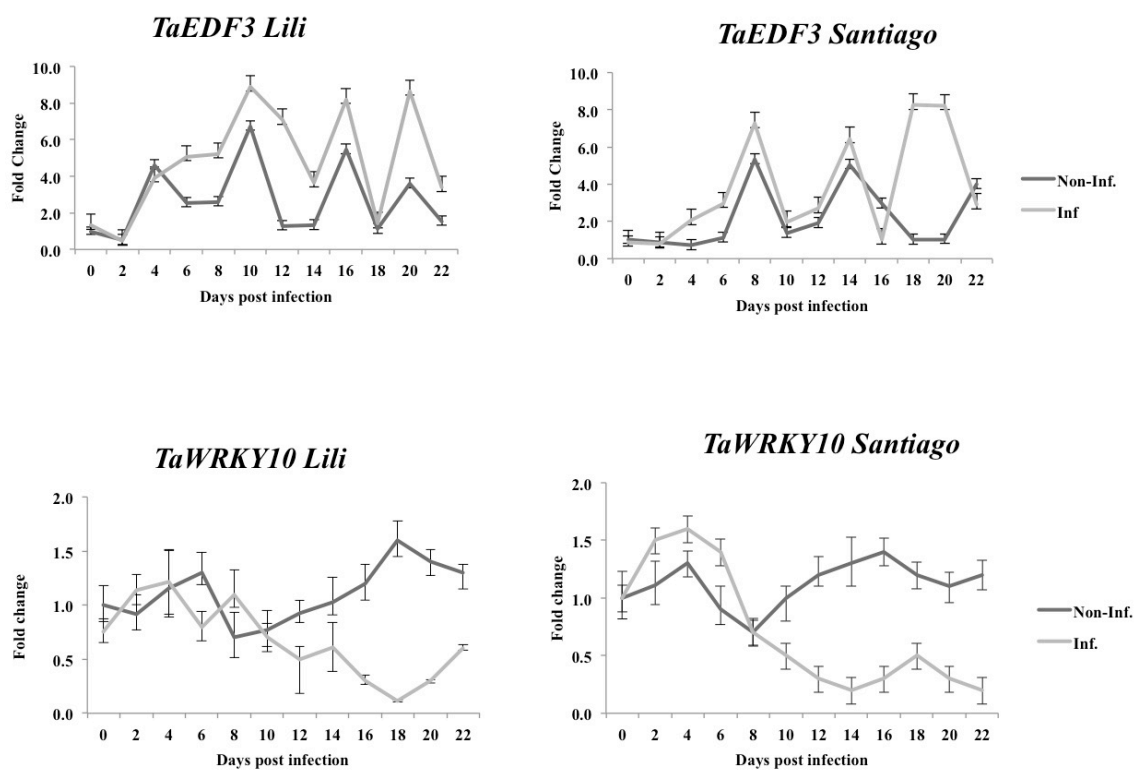 TaEDF3 Lili
Fold Change
10.0
8.0
6.0
4.0
2.0
0.0
0 2 4 6 8 10 12 14 16 18 20 22
Days post infection
TaEDF3 Santiago
Fold Change
10.0
8.0
6.0
4.0
2.0
0.0
0 2 4 6 8 10 12 14 16 18 20 22
Days post infection
Non-Inf.
Inf
TaWRKY10 Lili
Fold change
2.0
1.5
1.0
0.5
0.0
0 2 4 6 8 10 12 14 16 18 20 22
Days post infection
TaWRKY10 Santiago
Fold change
2.0
1.5
1.0
0.5
0.0
0 2 4 6 8 10 12 14 16 18 20 22
Days post infection
Non-Inf.
Inf.